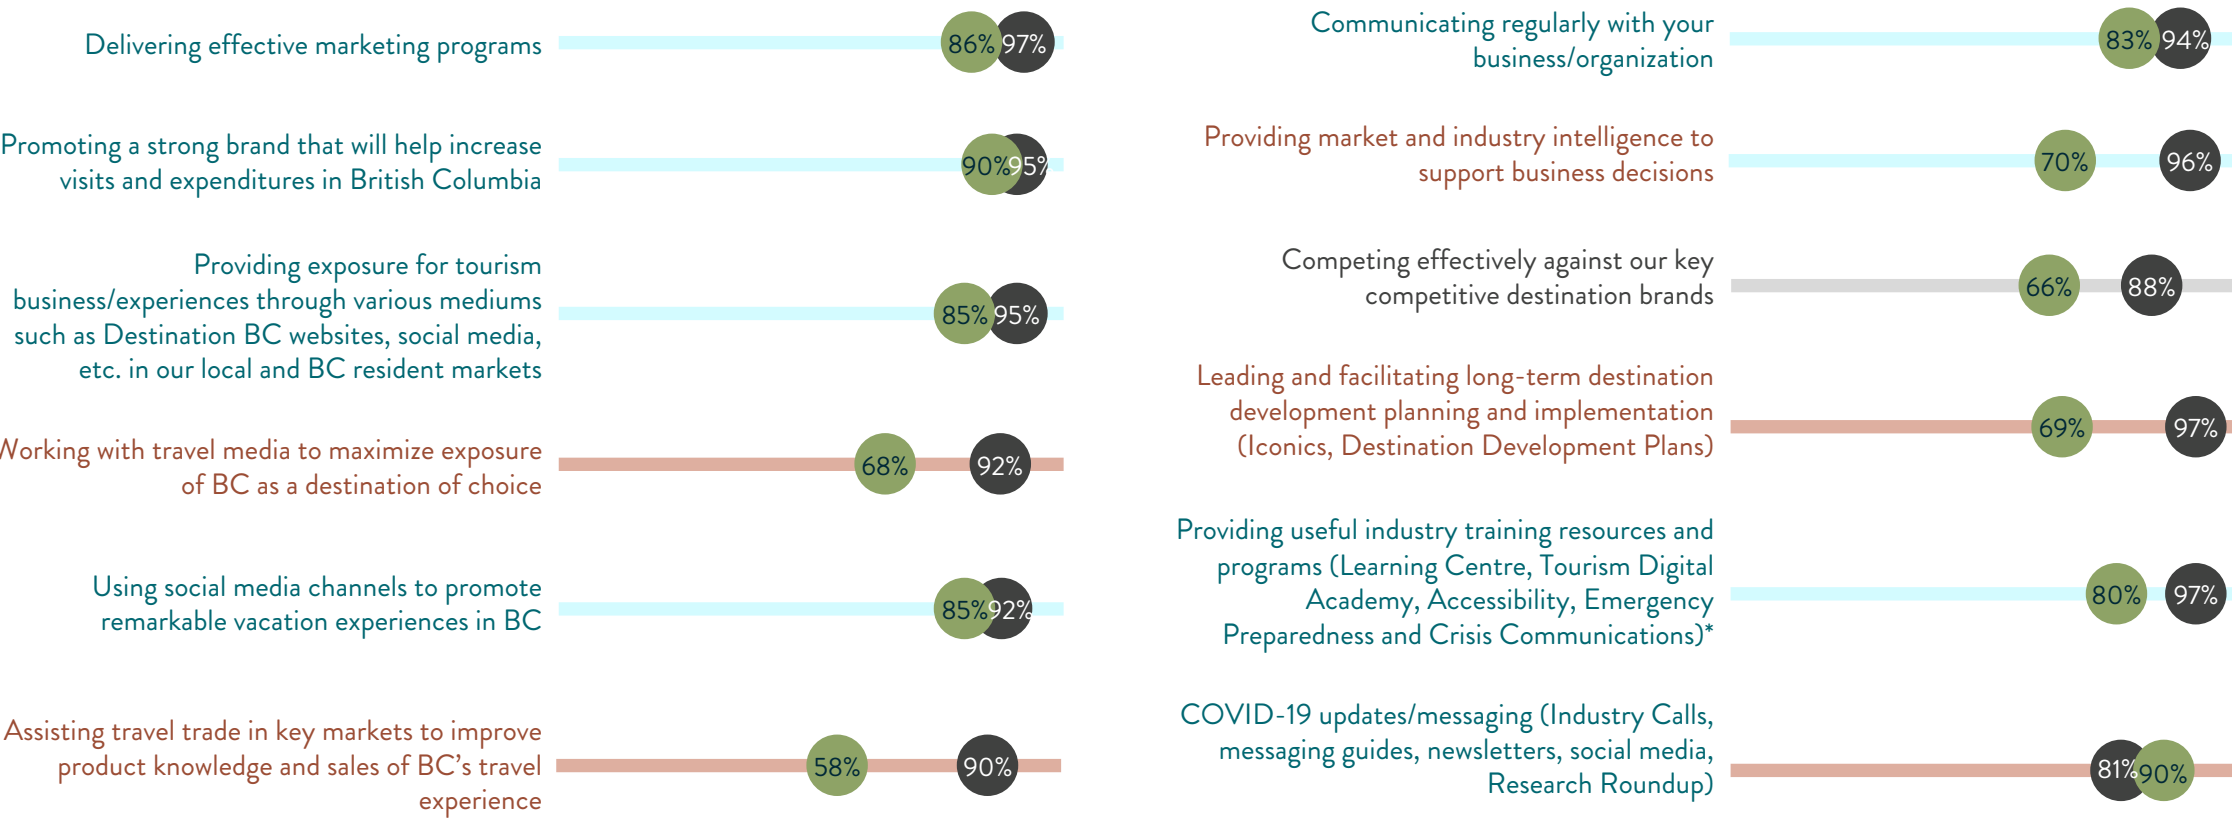 Delivering effective marketing programs
86% 97%
Promoting a strong brand that will help increase
visits and expenditures in British Columbia
90% 95%
Providing exposure for tourism
business/experiences through various mediums
such as Destination BC websites, social media,
etc. in our local and BC resident markets
85% 95%
Working with travel media to maximize exposure
of BC as a destination of choice
68% 92%
Using social media channels to promote
remarkable vacation experiences in BC
85% 92%
Assisting travel trade in key markets to improve
product knowledge and sales of BC's travel
experience
58% 90%
Communicating regularly with your
business/organization
83% 94%
Providing market and industry intelligence to
support business decisions
70% 96%
Competing effectively against our key
competitive destination brands
66% 88%
Leading and facilitating long-term destination
development planning and implementation
(Iconics, Destination Development Plans)
69% 97%
Providing useful industry training resources and
programs (Learning Centre, Tourism Digital
Academy, Accessibility, Emergency
Preparedness and Crisis Communications)*
80% 97%
COVID-19 updates/messaging (Industry Calls,
messaging guides, newsletters, social media,
Research Roundup)
81% 90%